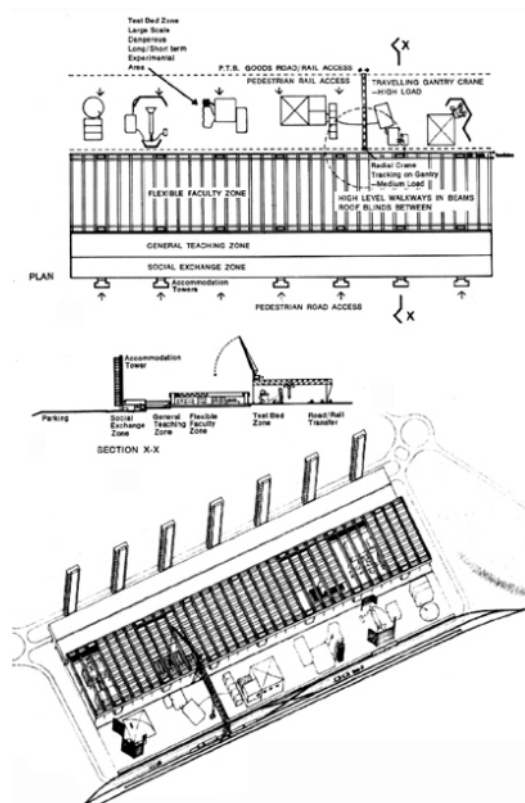 Test Bed Zone
Large Scale
Dangerous
Long/Short term
Experimental
Area
X
P.T.B. GOODS ROAD/RAIL ACCESS
PEDESTRIAN RAIL ACCESS
TRAVELLING GANTRY CRANE
—HIGH LOAD
Radial Crane
Tracking on Gantry
—Medium Load
FLEXIBLE FACULTY ZONE
HIGH LEVEL WALKWAYS IN BEAMS
ROOF BLINDS BETWEEN
GENERAL TEACHING ZONE
SOCIAL EXCHANGE ZONE
PLAN
Accommodation
Towers
PEDESTRIAN ROAD ACCESS
X
Accommodation
Tower
Parking
Social
Exchange
Zone
General
Teaching
Zone
Flexible
Faculty
Zone
Test Bed
Zone
Road/Rail
Transfer
SECTION X-X